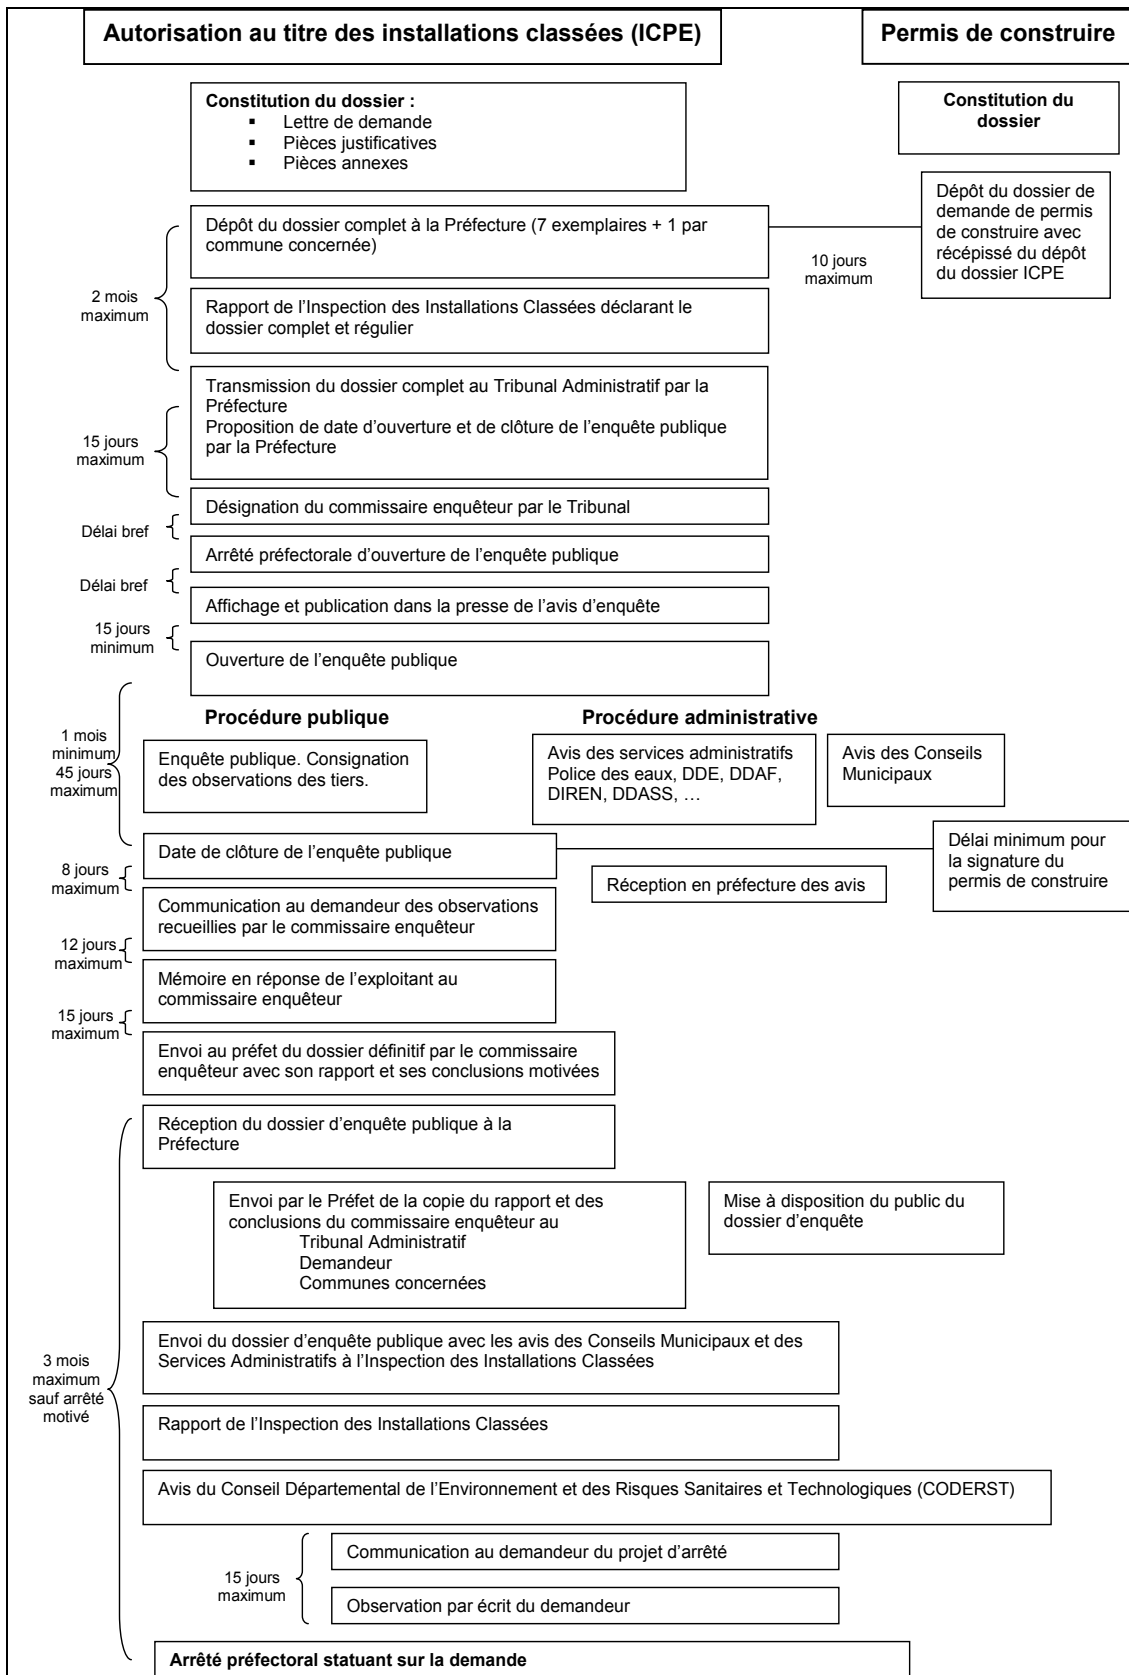 Autorisation au titre des installations classées (ICPE)
Permis de construire
Constitution du dossier :
▪ Lettre de demande
▪ Pièces justificatives
▪ Pièces annexes
Constitution du
dossier
Dépôt du dossier de
demande de permis
de construire avec
récépissé du dépôt
du dossier ICPE
Dépôt du dossier complet à la Préfecture (7 exemplaires + 1 par
commune concernée)
10 jours
maximum
2 mois
maximum
Rapport de l’Inspection des Installations Classées déclarant le
dossier complet et régulier
Transmission du dossier complet au Tribunal Administratif par la
Préfecture
Proposition de date d’ouverture et de clôture de l’enquête publique
par la Préfecture
15 jours
maximum
Désignation du commissaire enquêteur par le Tribunal
Délai bref
Arrêté préfectorale d’ouverture de l’enquête publique
Délai bref
Affichage et publication dans la presse de l’avis d’enquête
15 jours
minimum
Ouverture de l’enquête publique
Procédure publique
Procédure administrative
1 mois
minimum
45 jours
maximum
Enquête publique. Consignation
des observations des tiers.
Avis des services administratifs
Police des eaux, DDE, DDAF,
DIREN, DDASS, …
Avis des Conseils
Municipaux
Date de clôture de l’enquête publique
Délai minimum pour
la signature du
permis de construire
8 jours
maximum
Réception en préfecture des avis
Communication au demandeur des observations
recueillies par le commissaire enquêteur
12 jours
maximum
Mémoire en réponse de l’exploitant au
commissaire enquêteur
15 jours
maximum
Envoi au préfet du dossier définitif par le commissaire
enquêteur avec son rapport et ses conclusions motivées
Réception du dossier d’enquête publique à la
Préfecture
Envoi par le Préfet de la copie du rapport et des
conclusions du commissaire enquêteur au
Tribunal Administratif
Demandeur
Communes concernées
Mise à disposition du public du
dossier d’enquête
Envoi du dossier d’enquête publique avec les avis des Conseils Municipaux et des
Services Administratifs à l’Inspection des Installations Classées
3 mois
maximum
sauf arrêté
motivé
Rapport de l’Inspection des Installations Classées
Avis du Conseil Départemental de l’Environnement et des Risques Sanitaires et Technologiques (CODERST)
Communication au demandeur du projet d’arrêté
15 jours
maximum
Observation par écrit du demandeur
Arrêté préfectoral statuant sur la demande